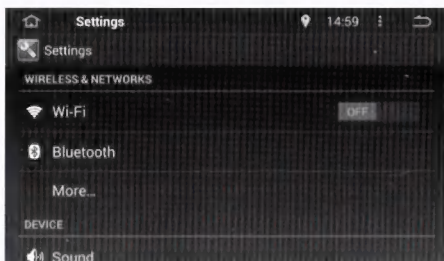 Settings 14:59
Settings
WIRELESS & NETWORKS
Wi-Fi OFF
Bluetooth
More...
DEVICE
Sound